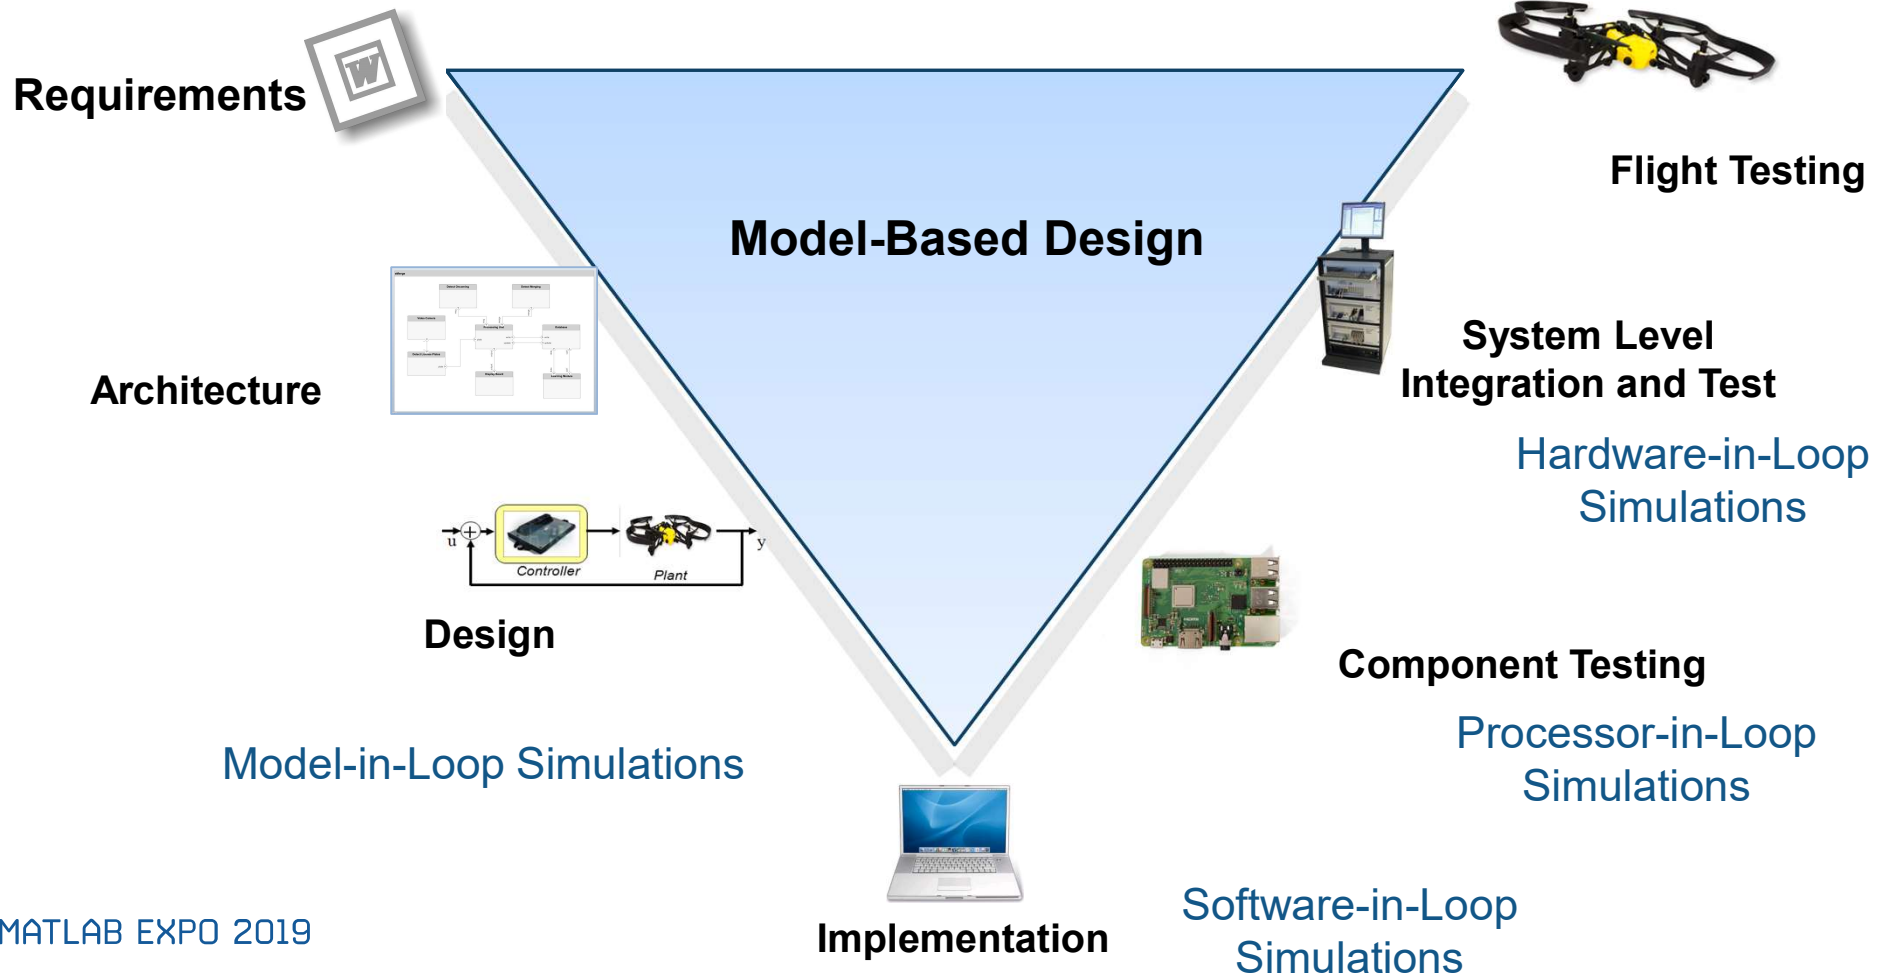 W
Requirements
Flight Testing
Model-Based Design
System Level
Integration and Test
Architecture
Hardware-in-Loop
Simulations
u
Controller
Plant
y
Design
Component Testing
Processor-in-Loop
Simulations
Model-in-Loop Simulations
Software-in-Loop
Simulations
Implementation
MATLAB EXPO 2019